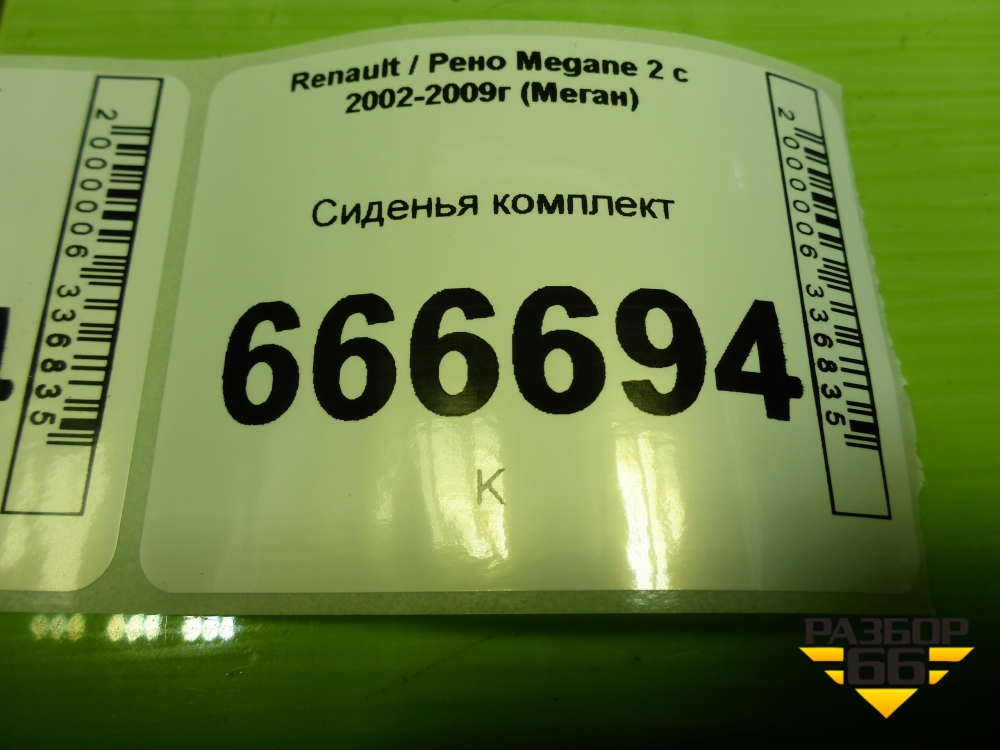 Renault / Рено Megane 2 с
2002-2009г (Меган)
Сиденья комплект
666694
К
2000006336835
2000006336835
РАЗБОР
66